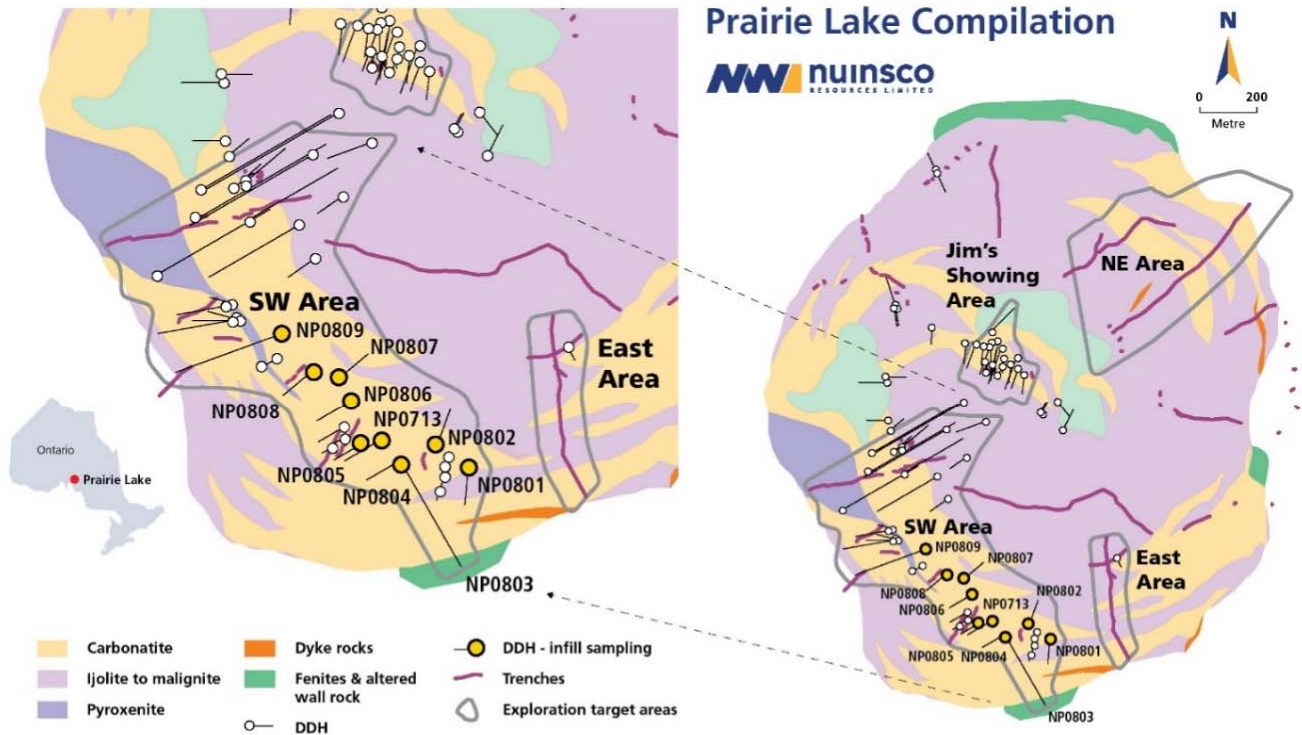 Prairie Lake Compilation
NW nuinsco
RESOURCES LIMITED
N
0 200
Metre
SW Area
NP0809
NP0807
NP0808
NP0806
NP0713
NP0802
NP0805
NP0804
NP0801
NP0803
East
Area
Ontario
Prairie Lake
Jim's
Showing
Area
NE Area
SW Area
NP0809
NP0807
NP0808
NP0806
NP0713
NP0802
NP0805
NP0804
NP0801
NP0803
East
Area
Carbonatite
Ijolite to malignite
Pyroxenite
Dyke rocks
Fenites & altered
wall rock
DDH
DDH - infill sampling
Trenches
Exploration target areas